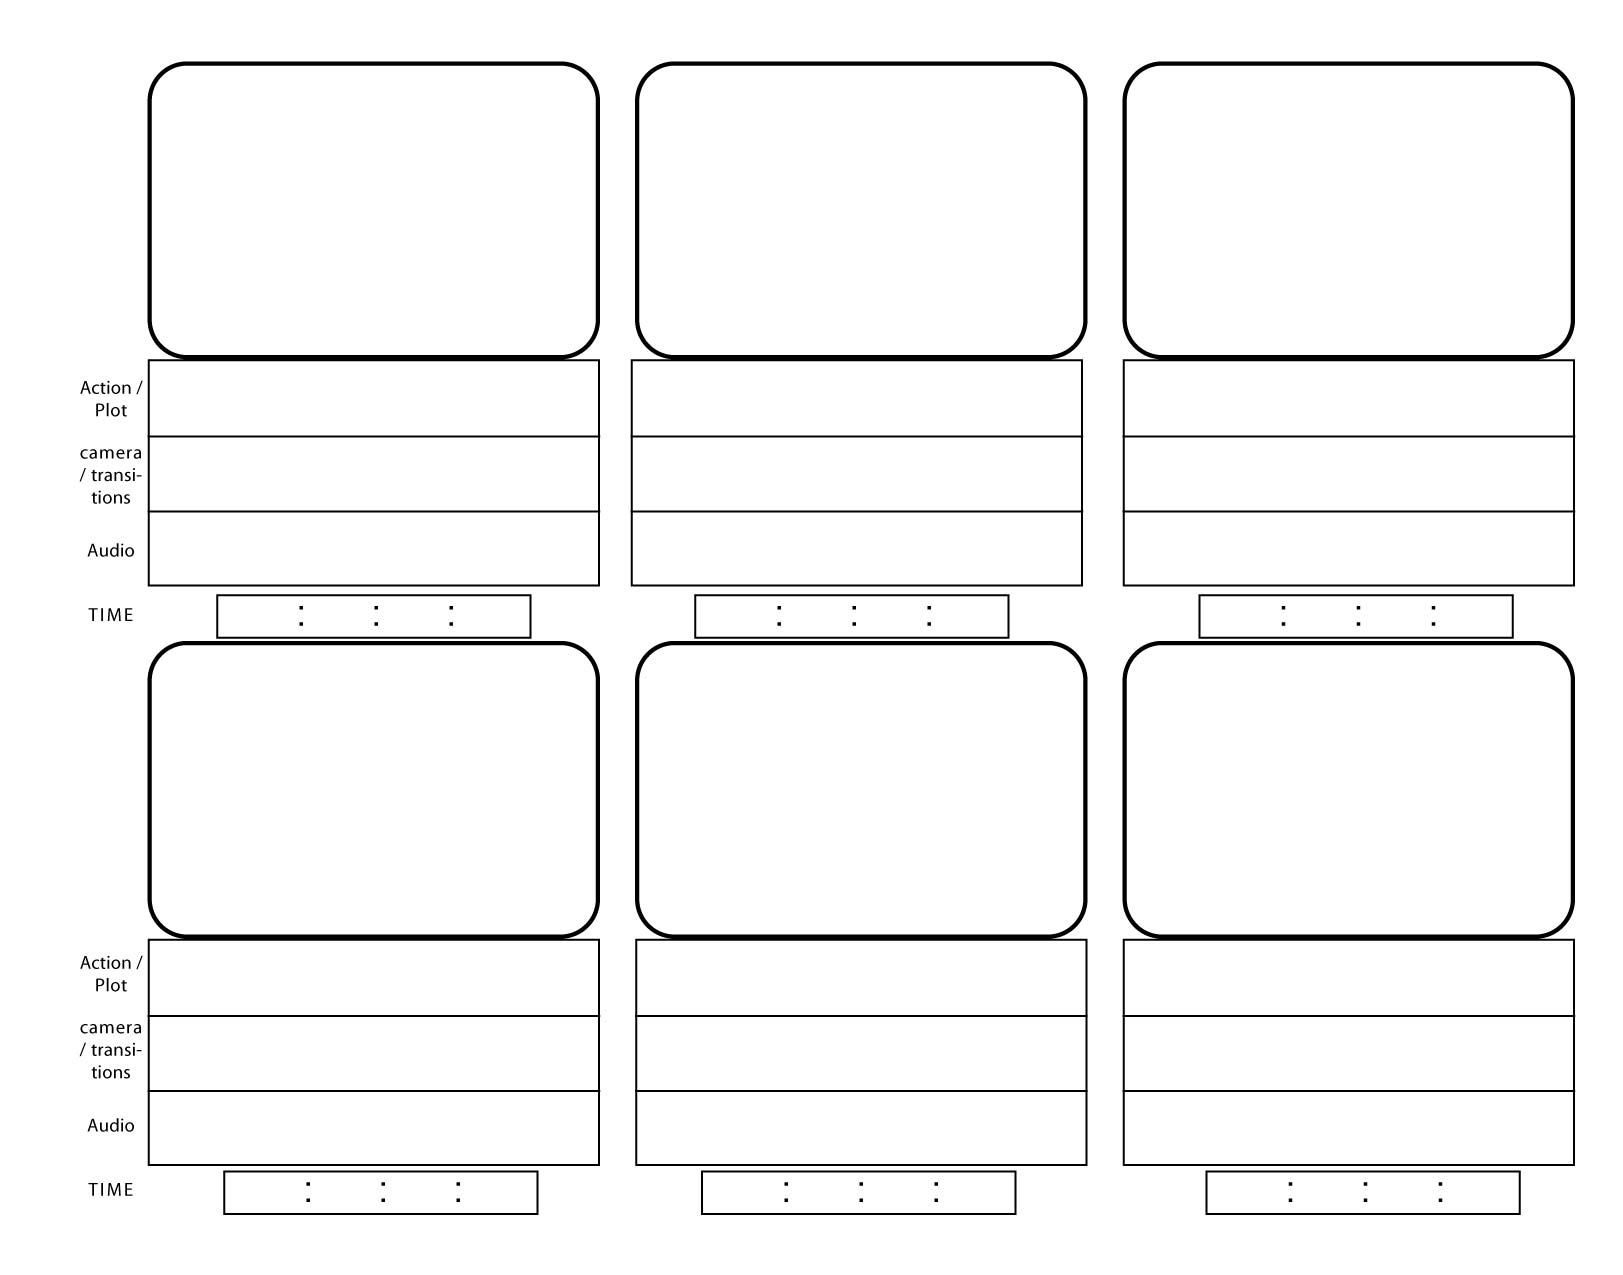 Action /
Plot
camera
/ transi-
tions
Audio
TIME
: : :
: : :
: : :
Action /
Plot
camera
/ transi-
tions
Audio
TIME
: : :
: : :
: : :